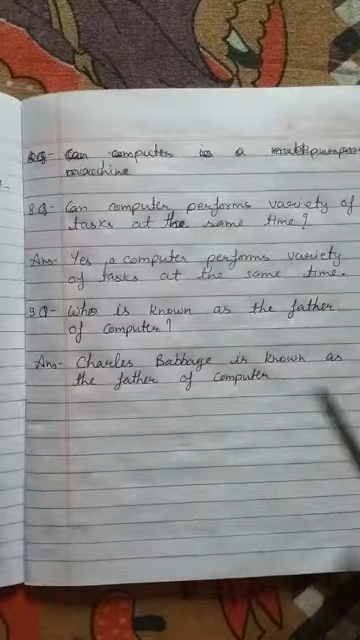 8Q- Can computer is a multipurpose
machine
8Q- Can computer performs variety of
tasks at the same time?
Ans- Yes, a computer performs variety
of tasks at the same time.
9Q- Who is known as the father
of computer?
Ans- Charles Babbage is known as
the father of computer